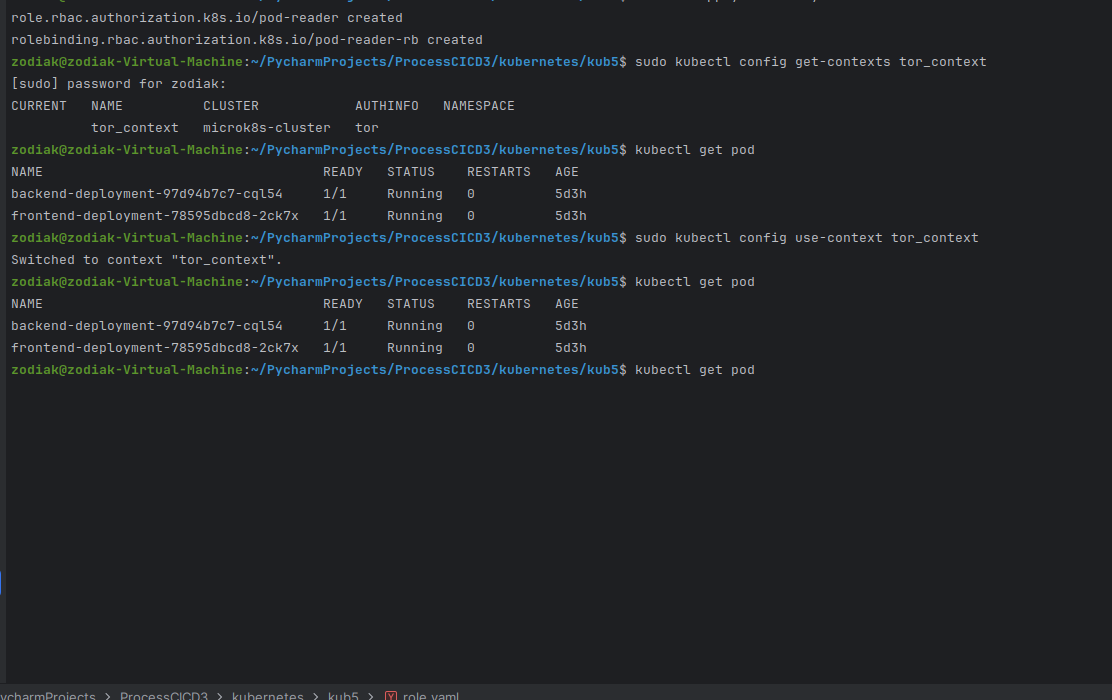 role.rbac.authorization.k8s.io/pod-reader created
rolebinding.rbac.authorization.k8s.io/pod-reader-rb created
zodiak@zodiak-Virtual-Machine:~/PycharmProjects/ProcessCICD3/kubernetes/kub5$ sudo kubectl config get-contexts tor_context
[sudo] password for zodiak:
CURRENT   NAME          CLUSTER            AUTHINFO   NAMESPACE
          tor_context   microk8s-cluster   tor
zodiak@zodiak-Virtual-Machine:~/PycharmProjects/ProcessCICD3/kubernetes/kub5$ kubectl get pod
NAME                                   READY   STATUS    RESTARTS   AGE
backend-deployment-97d94b7c7-cql54     1/1     Running   0          5d3h
frontend-deployment-78595dbcd8-2ck7x   1/1     Running   0          5d3h
zodiak@zodiak-Virtual-Machine:~/PycharmProjects/ProcessCICD3/kubernetes/kub5$ sudo kubectl config use-context tor_context
Switched to context "tor_context".
zodiak@zodiak-Virtual-Machine:~/PycharmProjects/ProcessCICD3/kubernetes/kub5$ kubectl get pod
NAME                                   READY   STATUS    RESTARTS   AGE
backend-deployment-97d94b7c7-cql54     1/1     Running   0          5d3h
frontend-deployment-78595dbcd8-2ck7x   1/1     Running   0          5d3h
zodiak@zodiak-Virtual-Machine:~/PycharmProjects/ProcessCICD3/kubernetes/kub5$ kubectl get pod
ycharmProjects > ProcessCICD3 > kubernetes > kub5 > Y role.yaml